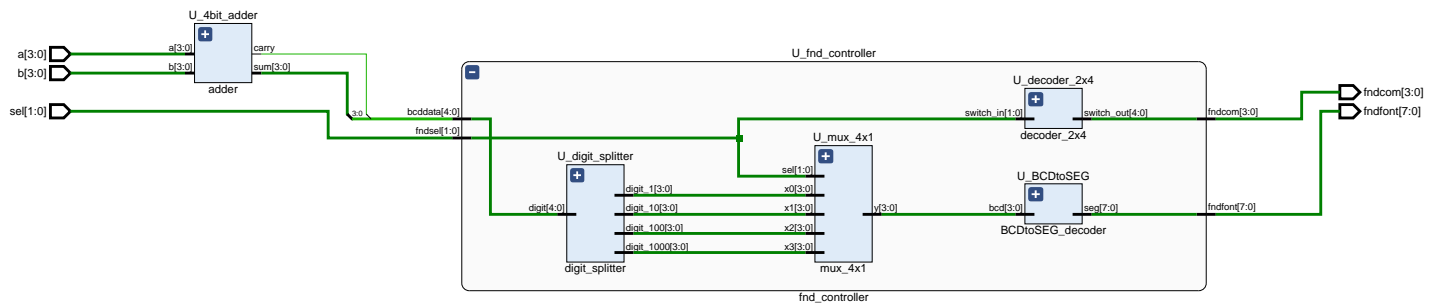 U_4bit_adder
a[3:0]
a[3:0]
carry
b[3:0]
b[3:0]
sum[3:0]
adder
sel[1:0]
3:0
U_fnd_controller
bcddata[4:0]
fndsel[1:0]
U_decoder_2x4
switch_in[1:0]
switch_out[4:0]
decoder_2x4
fndcom[3:0]
fndcom[3:0]
fndfont[7:0]
U_digit_splitter
digit[4:0]
digit_1[3:0]
digit_10[3:0]
digit_100[3:0]
digit_1000[3:0]
digit_splitter
U_mux_4x1
sel[1:0]
x0[3:0]
x1[3:0]
x2[3:0]
x3[3:0]
y[3:0]
mux_4x1
U_BCDtoSEG
bcd[3:0]
seg[7:0]
BCDtoSEG_decoder
fndfont[7:0]
fnd_controller